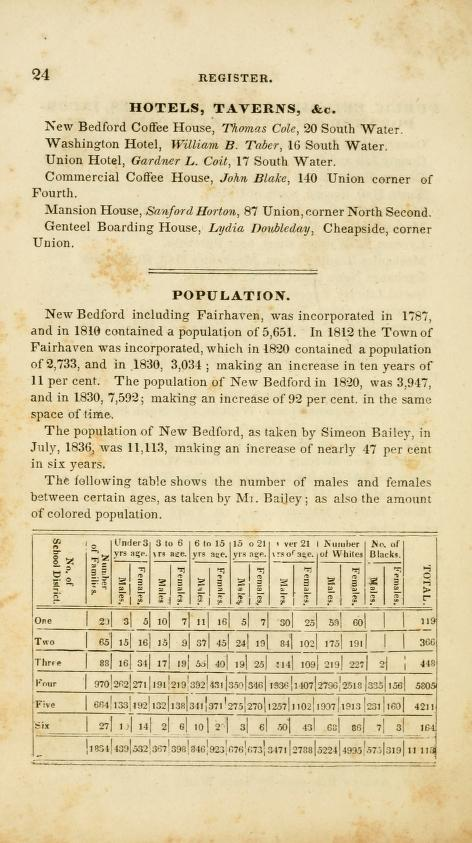 24
REGISTER.
HOTELS, TAVERNS, &c.
New Bedford Coffee House, Thomas Cole, 20 South Water.
Washington Hotel, William B. Taber, 16 South Water.
Union Hotel, Gardner L. Coit, 17 South Water.
Commercial Coffee House, John Blake, 140 Union corner of
Fourth.
Mansion House, Sanford Horton, 87 Union, corner North Second.
Genteel Boarding House, Lydia Doubleday, Cheapside, corner
Union.
POPULATION.
New Bedford including Fairhaven, was incorporated in 1787,
and in 1810 contained a population of 5,651. In 1812 the Town of
Fairhaven was incorporated, which in 1820 contained a population
of 2,733, and in 1830, 3,034 ; making an increase in ten years of
11 per cent. The population of New Bedford in 1820, was 3,947,
and in 1830, 7,592; making an increase of 92 per cent. in the same
space of time.
The population of New Bedford, as taken by Simeon Bailey, in
July, 1836, was 11,113, making an increase of nearly 47 per cent
in six years.
The following table shows the number of males and females
between certain ages, as taken by Mr. Bailey; as also the amount
of colored population.
No. of School District. Number of Families. Under 3 yrs age. 3 to 6 yrs age. 6 to 15 yrs age. 15 o 21 yrs age. ver 21 yrs of age. Number of Whites No. of Blacks. TOTAL.
Males, Females, Males, Females. Males, Females. Males, Females. Males, Females. Males, Females. Males, Females.
One 3 5 10 7 11 16 5 7 30 25 59 60 119
Two 65 15 16 15 9 37 45 24 19 84 102 175 191 366
Three 88 16 34 17 19 40 19 25 114 109 219 227 2 448
Four 970 262 271 191 219 392 431 350 346 1936 1407 2796 2518 335 156 5805
Five 664 133 192 132 138 341 371 275 270 1257 1102 1907 1913 231 160 4211
Six 27 14 2 6 10 3 6 50 43 68 86 7 3 164
1834 439 532 367 398 846 923 676 673 3471 2788 5224 4995 575 319 11 113